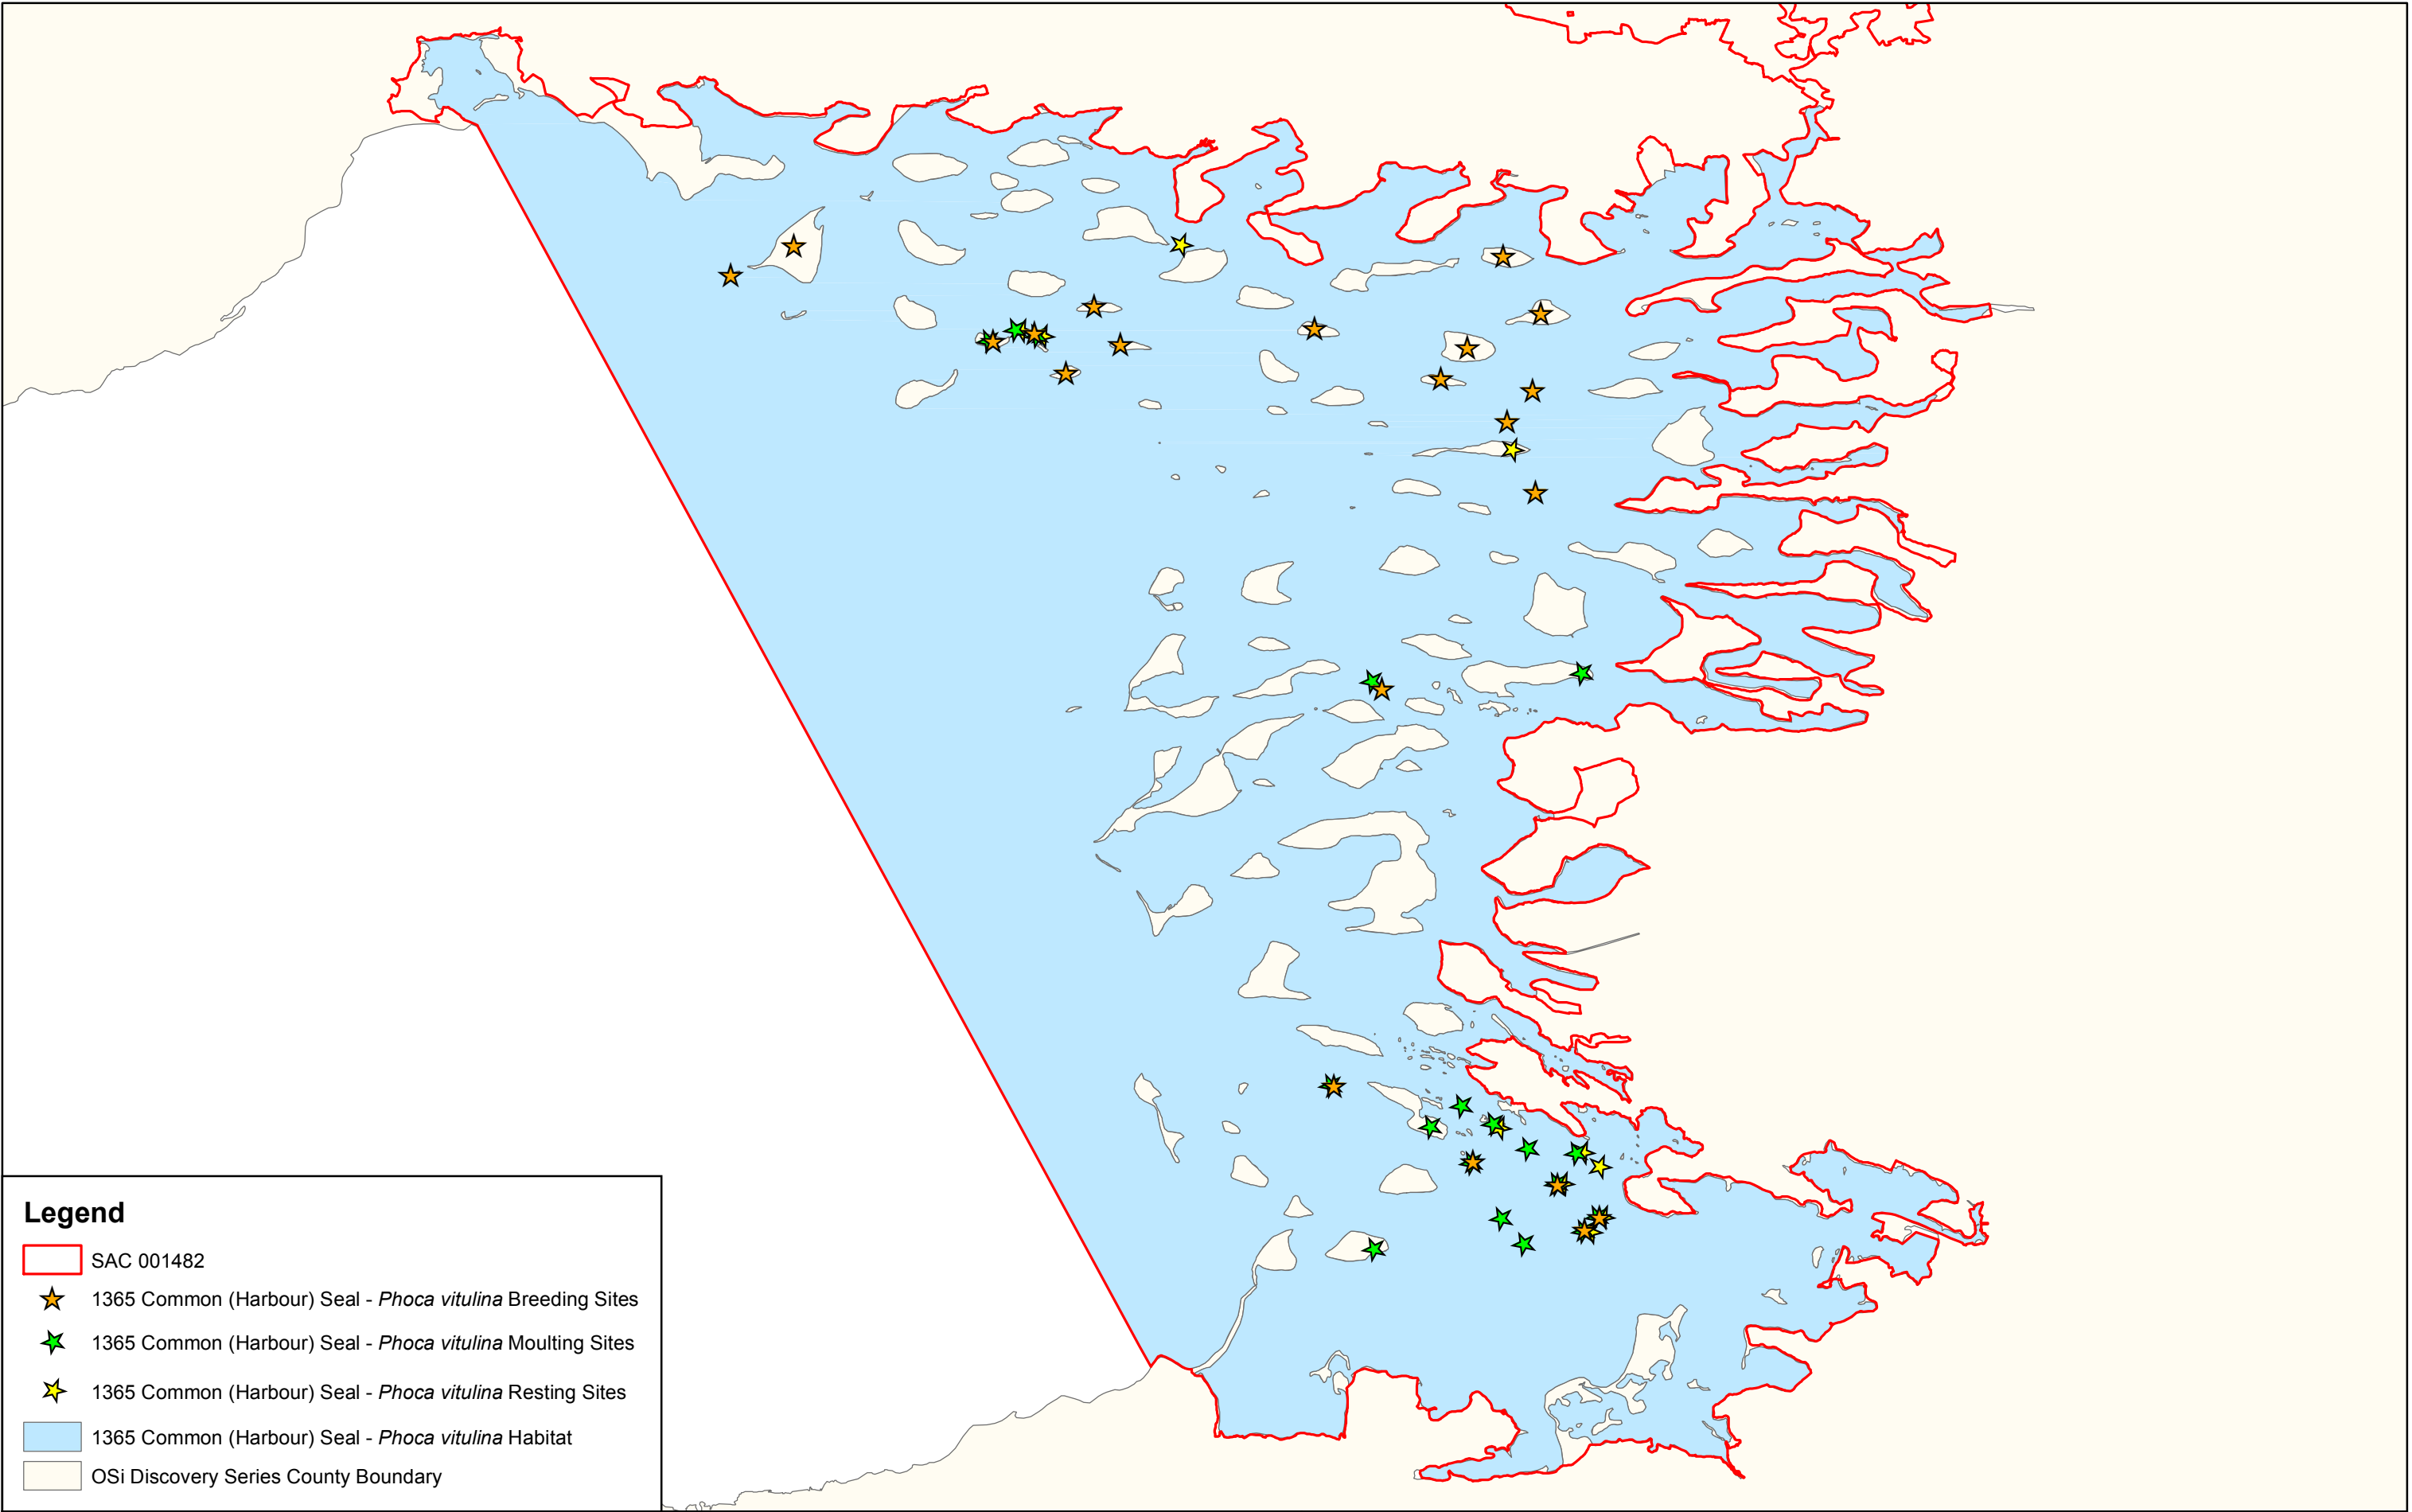 Legend
SAC 001482
1365 Common (Harbour) Seal - Phoca vitulina Breeding Sites
1365 Common (Harbour) Seal - Phoca vitulina Moulting Sites
1365 Common (Harbour) Seal - Phoca vitulina Resting Sites
1365 Common (Harbour) Seal - Phoca vitulina Habitat
OSi Discovery Series County Boundary